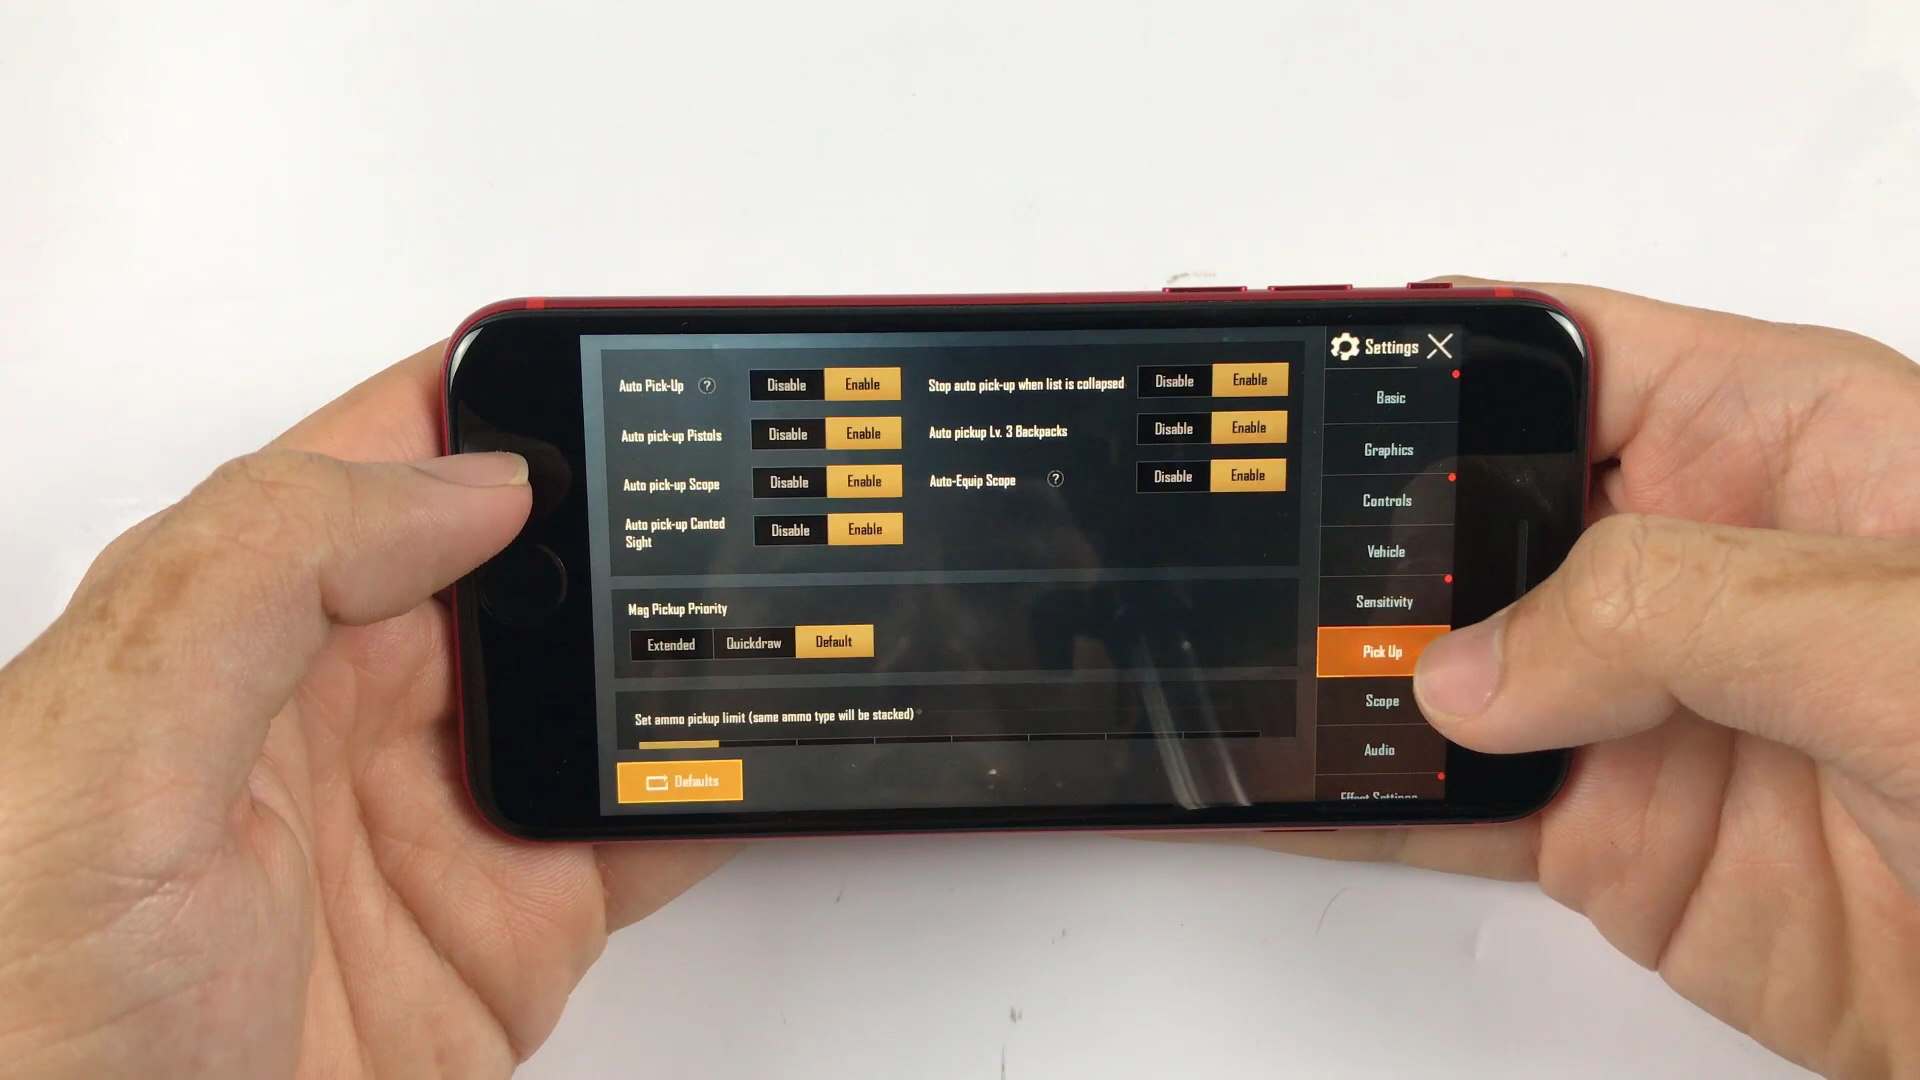 Settings
Auto Pick-Up ? Disable Enable
Stop auto pick-up when list is collapsed Disable Enable
Auto pick-up Pistols Disable Enable
Auto pickup Lv. 3 Backpacks Disable Enable
Auto pick-up Scope Disable Enable
Auto-Equip Scope ? Disable Enable
Auto pick-up Canted
Sight
Disable Enable
Mag Pickup Priority
Extended Quickdraw Default
Set ammo pickup limit (same ammo type will be stacked)
Defaults
Basic
Graphics
Controls
Vehicle
Sensitivity
Pick Up
Scope
Audio
Effect Settings